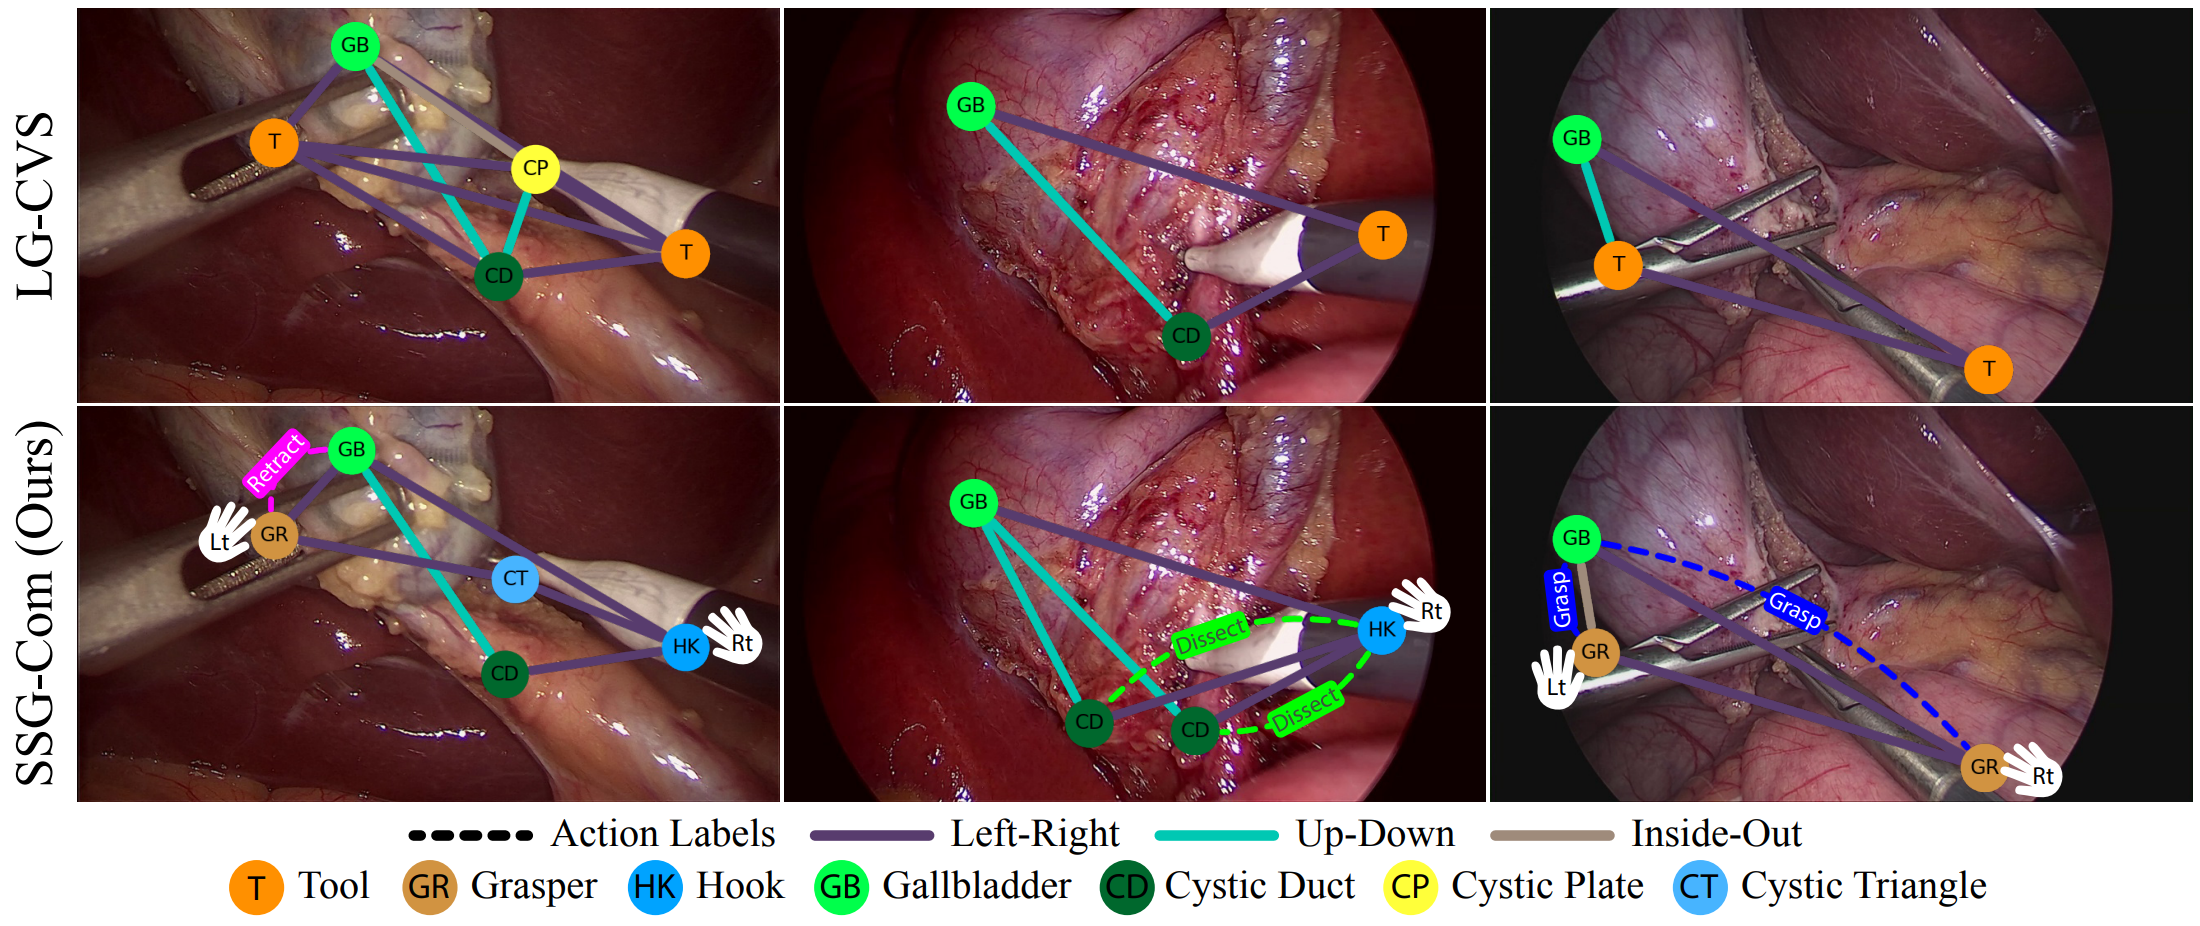 LG-CVS
GB
T
CP
CD
T
GB
T
CD
GB
T
T
SSG-Com (Ours)
Retract
GB
Lt
GR
CT
HK
Rt
CD
GB
Dissect
HK
Rt
CD
CD
Dissect
GB
Grasp
Grasp
GR
Lt
GR
Rt
Action Labels
Left-Right
Up-Down
Inside-Out
T Tool
GR Grasper
HK Hook
GB Gallbladder
CD Cystic Duct
CP Cystic Plate
CT Cystic Triangle